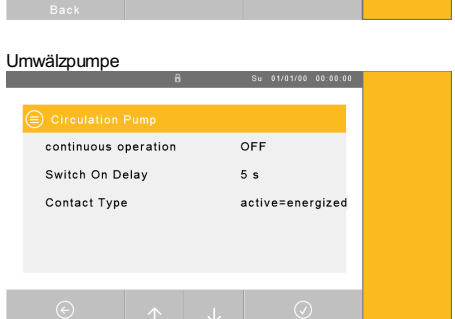 Back
Umwälzpumpe
Su 01/01/00 00:00:00
Circulation Pump
continuous operation OFF
Switch On Delay 5 s
Contact Type active=energized